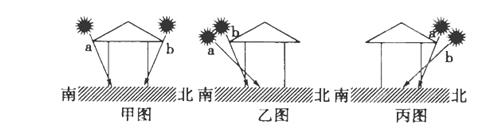 a b b a a b
南 北 南 北 南 北
甲图 乙图 丙图